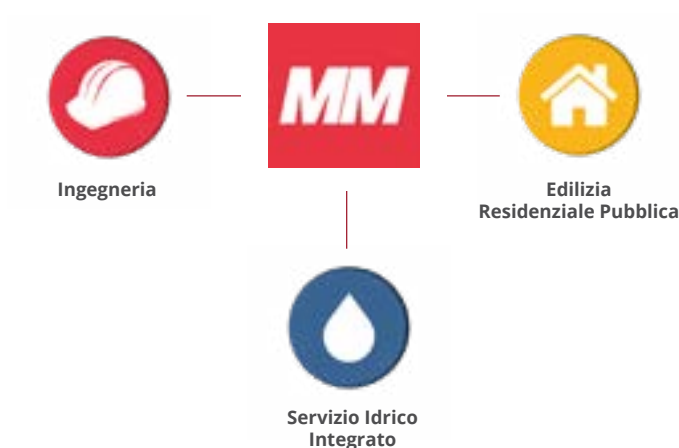 MM
Ingegneria
Edilizia
Residenziale Pubblica
Servizio Idrico
Integrato